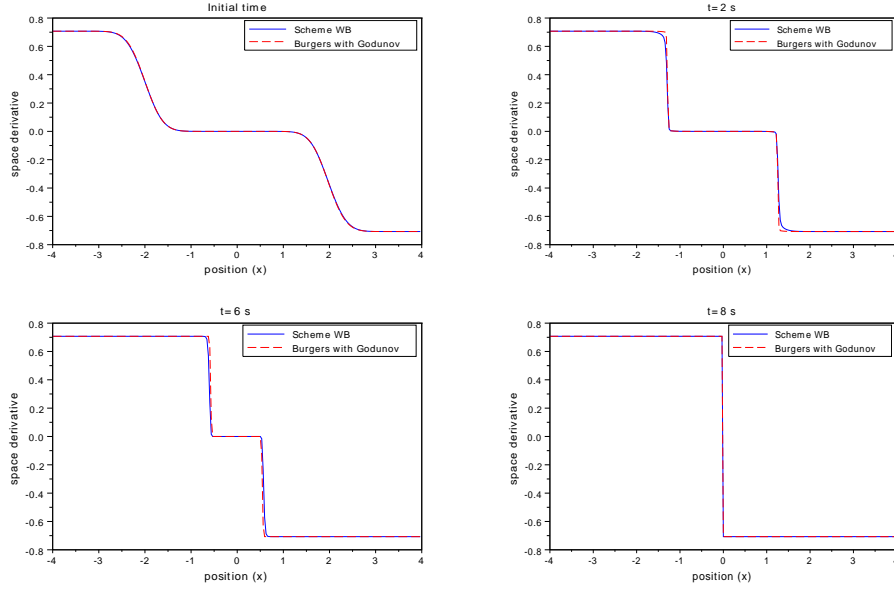 Initial time
Scheme WB
Burgers with Godunov
space derivative
0.8
0.6
0.4
0.2
0.0
-0.2
-0.4
-0.6
-0.8
-4 -3 -2 -1 0 1 2 3 4
position (x)
t=2 s
Scheme WB
Burgers with Godunov
space derivative
0.8
0.6
0.4
0.2
0.0
-0.2
-0.4
-0.6
-0.8
-4 -3 -2 -1 0 1 2 3 4
position (x)
t=6 s
Scheme WB
Burgers with Godunov
space derivative
0.8
0.6
0.4
0.2
0.0
-0.2
-0.4
-0.6
-0.8
-4 -3 -2 -1 0 1 2 3 4
position (x)
t=8 s
Scheme WB
Burgers with Godunov
space derivative
0.8
0.6
0.4
0.2
0.0
-0.2
-0.4
-0.6
-0.8
-4 -3 -2 -1 0 1 2 3 4
position (x)